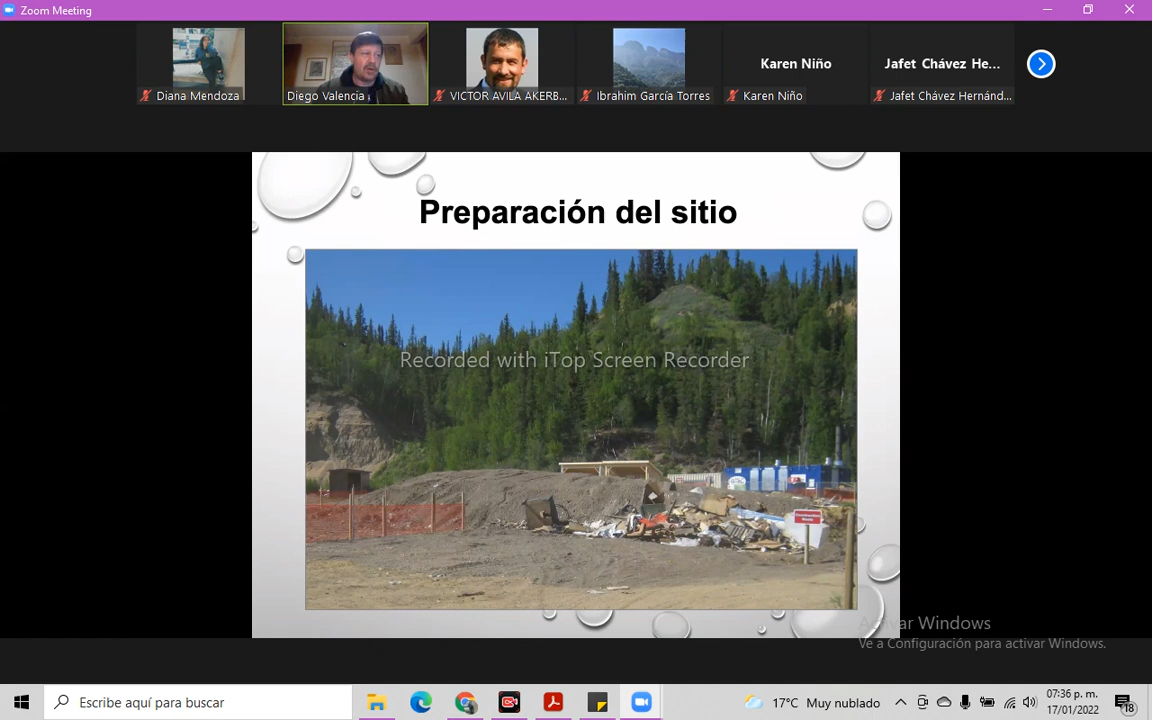 Zoom Meeting
Karen Niño
Jafet Chávez He...
Diana Mendoza
Diego Valencia
VICTOR AVILA AKERB...
Ibrahim García Torres
Karen Niño
Jafet Chávez Hernánd...
Preparación del sitio
Recorded with iTop Screen Recorder
Activar Windows
Ve a Configuración para activar Windows.
Escribe aquí para buscar
17°C Muy nublado
07:36 p. m.
17/01/2022
18